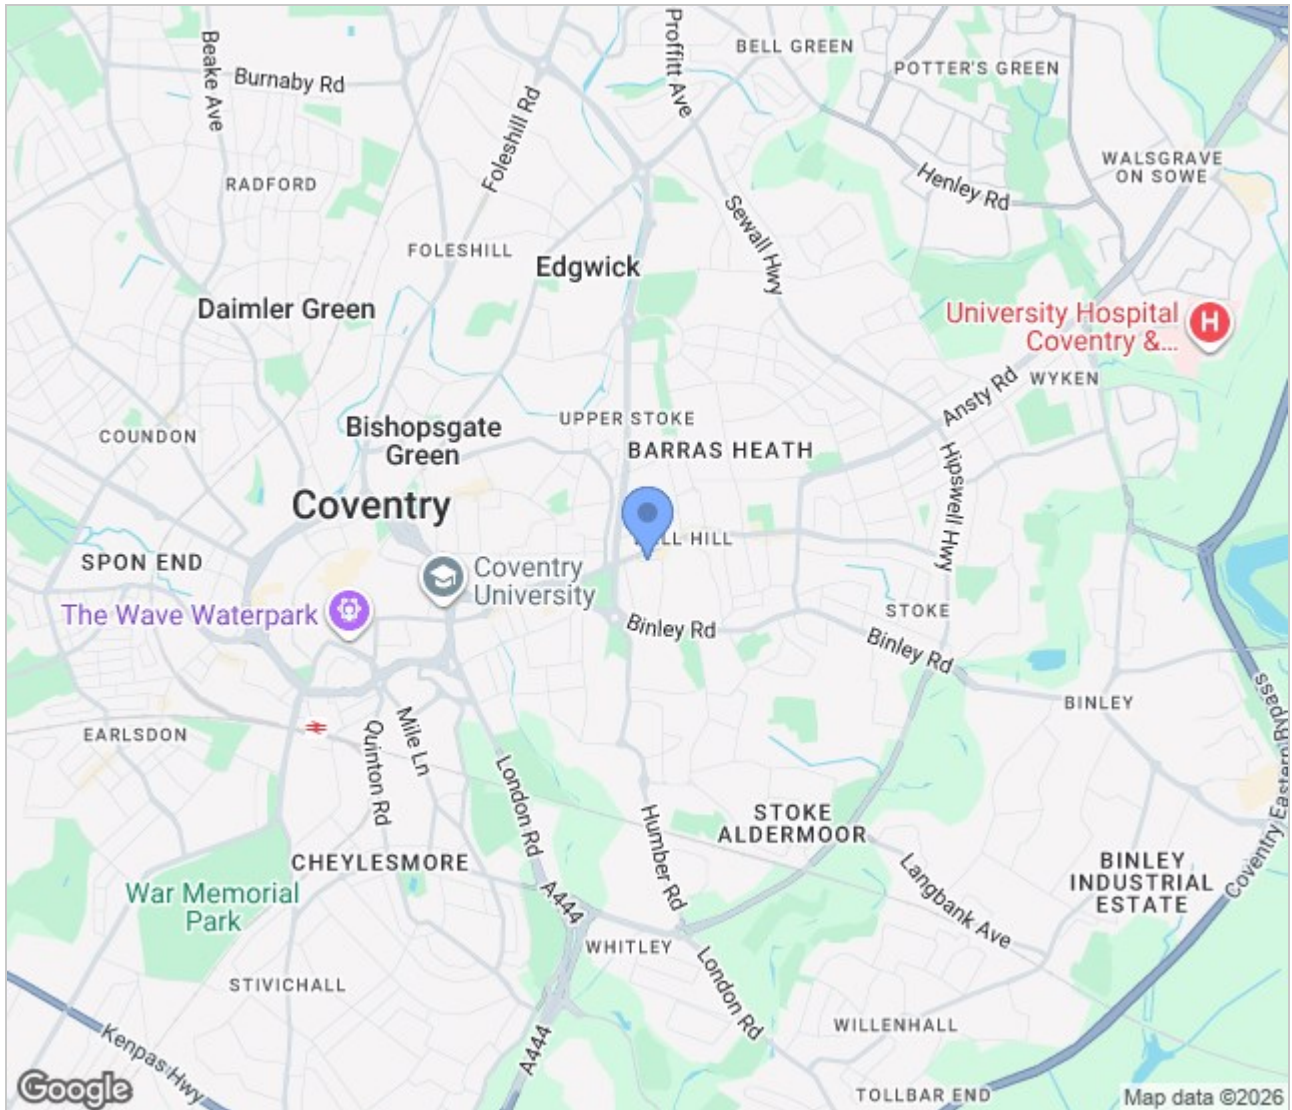 BELL GREEN
POTTER'S GREEN
Proffitt Ave
Beake Ave
Burnaby Rd
Foleshill Rd
WALSGRAVE
ON SOWE
Henley Rd
RADFORD
Sewall Hwy
FOLESHILL
Edgwick
Daimler Green
University Hospital
Coventry &...
H
WYKEN
Ansty Rd
UPPER STOKE
Bishopsgate
Green
COUNDON
BARRAS HEATH
Hipswell Hwy
Coventry
HILL
SPON END
Coventry
University
The Wave Waterpark
STOKE
Binley Rd
Binley Rd
BINLEY
Coventry Eastern Bypass
EARLSDON
Quinton Rd
Mile Ln
London Rd
STOKE
ALDERMOOR
Humber Rd
CHEYLESMORE
Langbank Ave
BINLEY
INDUSTRIAL
ESTATE
War Memorial
Park
A444
WHITLEY
London Rd
STIVICHALL
WILLENHALL
Kenpas Hwy
A444
TOLLBAR END
Google
Map data ©2026